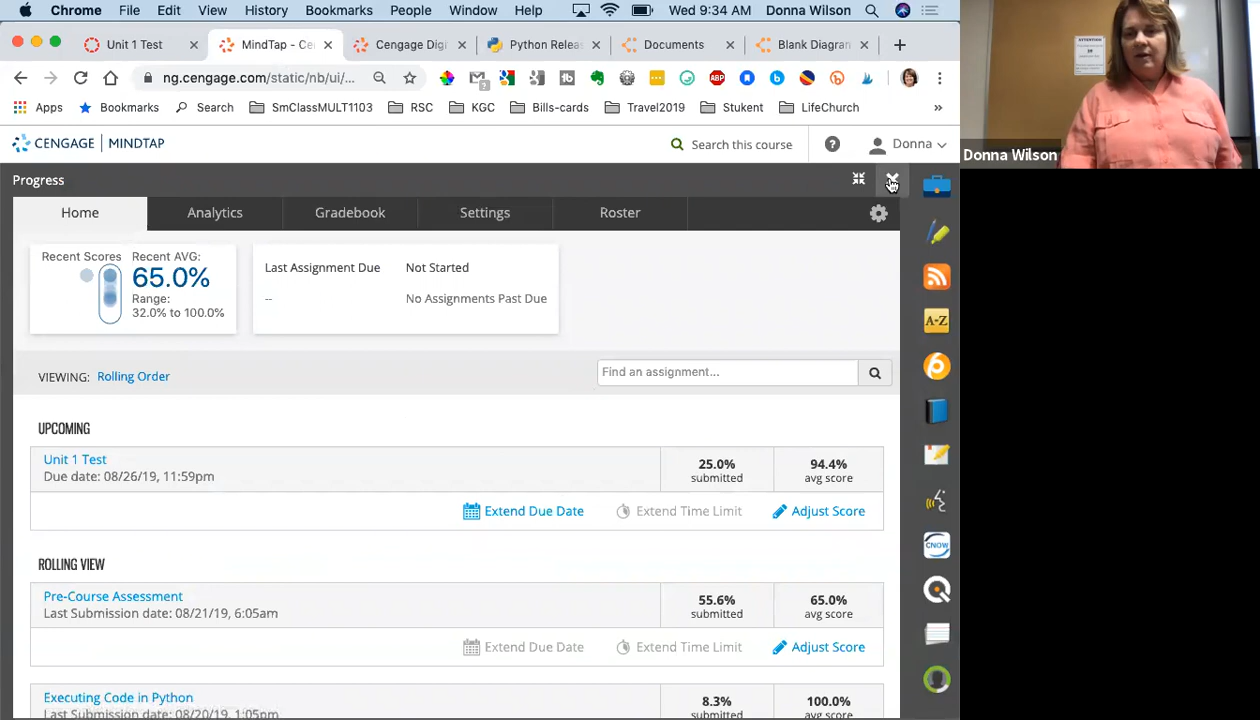 Chrome File Edit View History Bookmarks People Window Help Wed 9:34 AM Donna Wilson
Unit 1 Test MindTap - Ce Cengage Digi Python Relea Documents Blank Diagran
ng.cengage.com/static/nb/ui/... ABP
Apps Bookmarks Search SmClassMULT1103 RSC KGC Bills-cards Travel2019 Stukent LifeChurch »
CENGAGE | MINDTAP Search this course ? Donna
ATTENTION
Donna Wilson
Progress
Home Analytics Gradebook Settings Roster
Recent Scores Recent AVG:
65.0%
Range:
32.0% to 100.0%
Last Assignment Due Not Started
-- No Assignments Past Due
A-Z
VIEWING: Rolling Order Find an assignment...
UPCOMING
Unit 1 Test 25.0% 94.4%
Due date: 08/26/19, 11:59pm submitted avg score
Extend Due Date Extend Time Limit Adjust Score
CNOW
ROLLING VIEW
Pre-Course Assessment 55.6% 65.0%
Last Submission date: 08/21/19, 6:05am submitted avg score
Extend Due Date Extend Time Limit Adjust Score
Executing Code in Python 8.3% 100.0%
Last Submission date: 08/20/19, 1:05pm submitted avg score